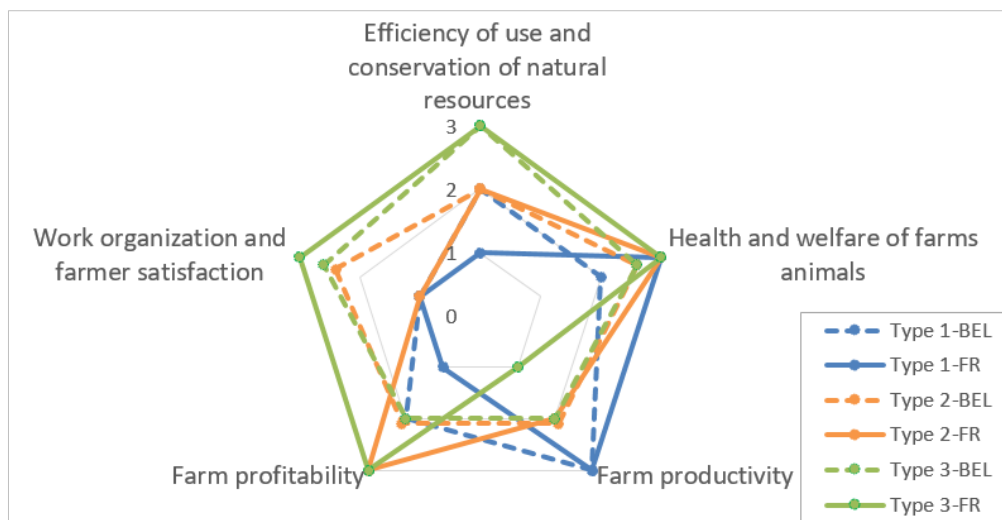 Efficiency of use and
conservation of natural
resources
3
2
1
0
Work organization and
farmer satisfaction
Health and welfare of farms
animals
Farm profitability
Farm productivity
Type 1-BEL
Type 1-FR
Type 2-BEL
Type 2-FR
Type 3-BEL
Type 3-FR